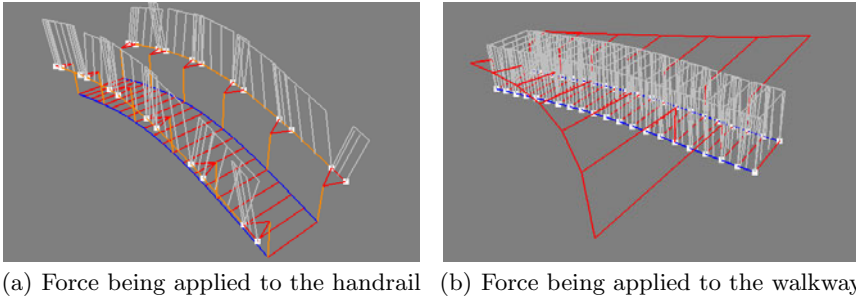 (a) Force being applied to the handrail
(b) Force being applied to the walkway